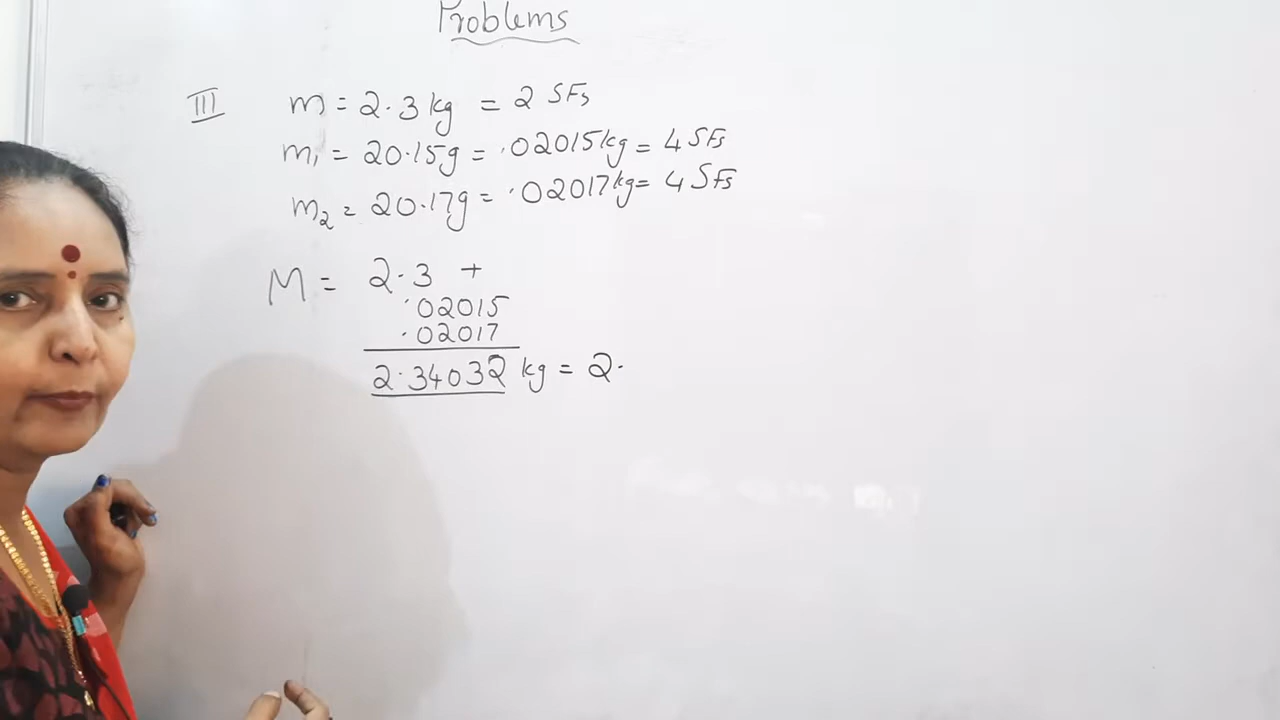 Problems
III m = 2.3 kg = 2 SFs
m₁ = 20.15g = .02015kg = 4 SFs
m₂ = 20.17g = .02017kg = 4 SFs
M = 2.3 +
.02015
.02017
2.34032 kg = 2.